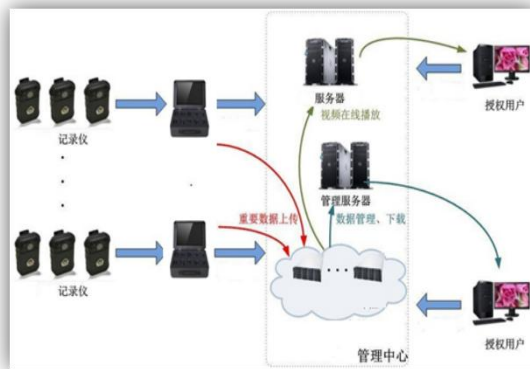 服务器
授权用户
记录仪
视频在线播放
管理服务器
重要数据上传
数据管理、下载
记录仪
授权用户
管理中心